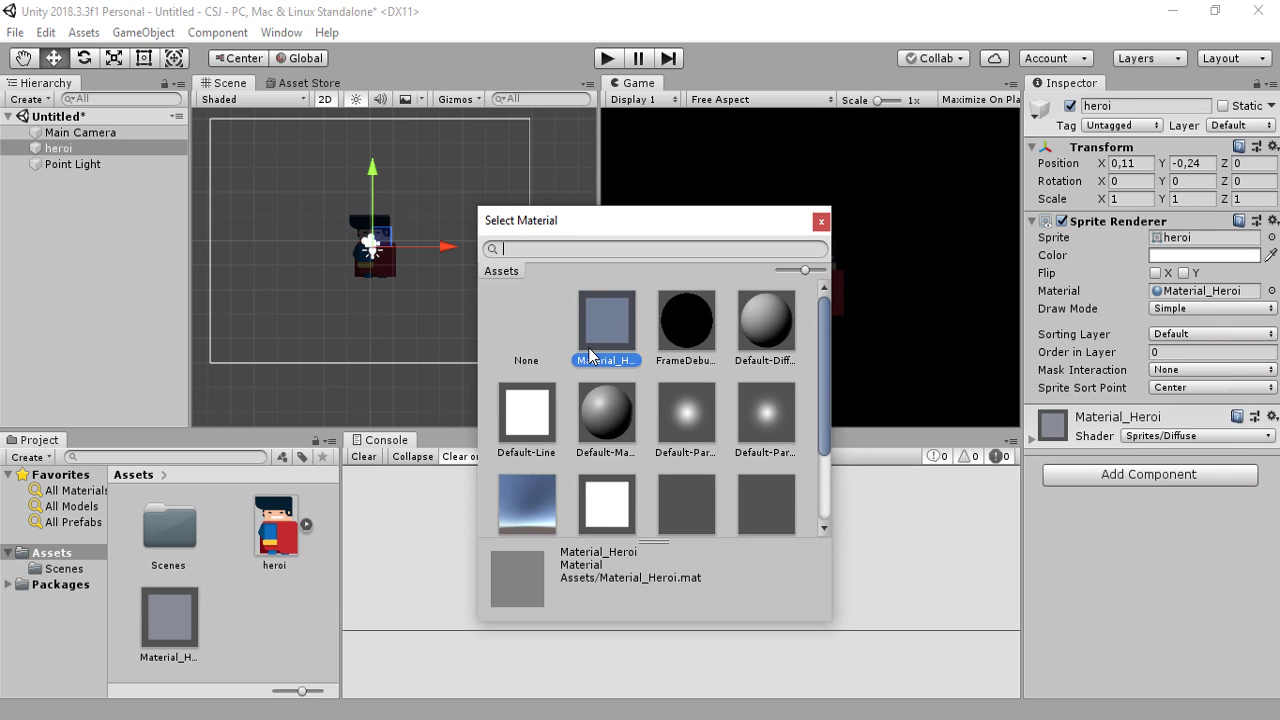 Unity 2018.3.3f1 Personal - Untitled - CSJ - PC, Mac & Linux Standalone* <DX11>
File Edit Assets GameObject Component Window Help
Center Global Collab Account Layers Layout
Hierarchy
Create All
Untitled*
Main Camera
heroi
Point Light
Scene Asset Store
Shaded 2D Gizmos All
Game
Display 1 Free Aspect Scale 1x Maximize On Pla
Inspector
heroi Static
Tag Untagged Layer Default
Transform
Position X 0,11 Y -0,24 Z 0
Rotation X 0 Y 0 Z 0
Scale X 1 Y 1 Z 1
Sprite Renderer
Sprite heroi
Color
Flip X Y
Material Material_Heroi
Draw Mode Simple
Sorting Layer Default
Order in Layer 0
Mask Interaction None
Sprite Sort Point Center
Material_Heroi
Shader Sprites/Diffuse
Add Component
Select Material
x
Assets
None Material_H... FrameDebu... Default-Diff...
Default-Line Default-Ma... Default-Par... Default-Par...
Material_Heroi
Material
Assets/Material_Heroi.mat
Project
Create
Favorites
All Materials
All Models
All Prefabs
Assets
Scenes
Packages
Assets
Scenes heroi
Material_H...
Console
Clear Collapse Clear on 0 0 0